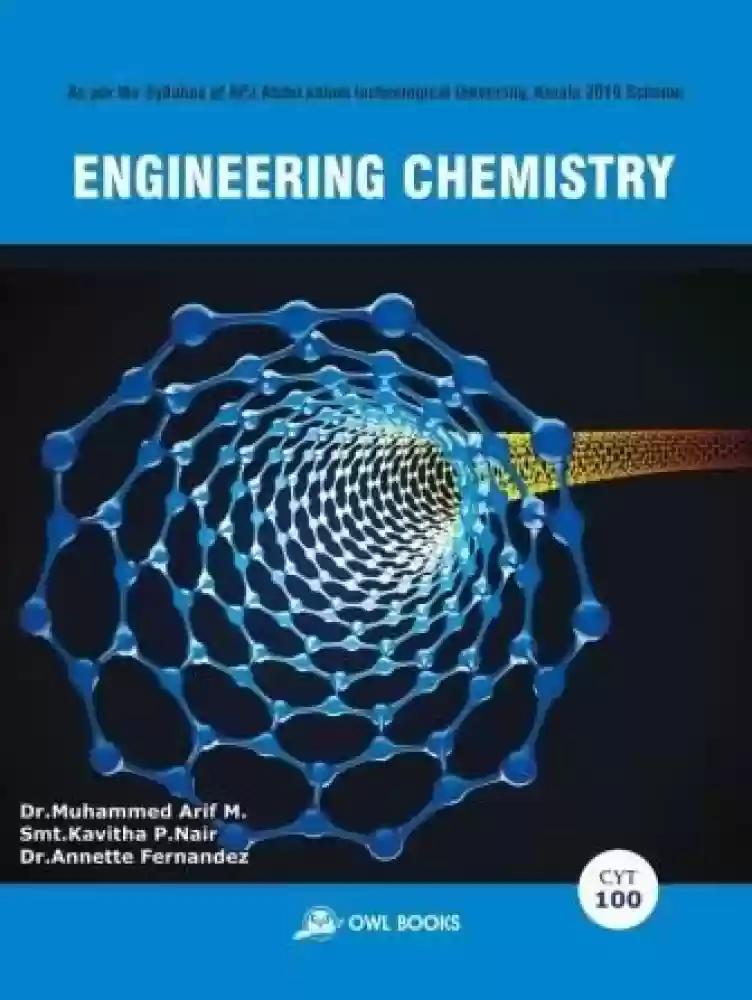 As per the Syllabus of APJ Abdul Kalam Technological University, Kerala 2019 Scheme
ENGINEERING CHEMISTRY
Dr.Muhammed Arif M.
Smt.Kavitha P.Nair
Dr.Annette Fernandez
CYT
100
OWL BOOKS